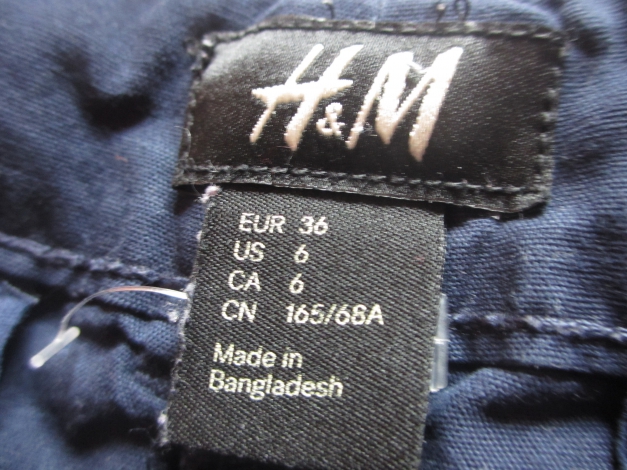 H&M
EUR 36
US 6
CA 6
CN 165/68A
Made in
Bangladesh